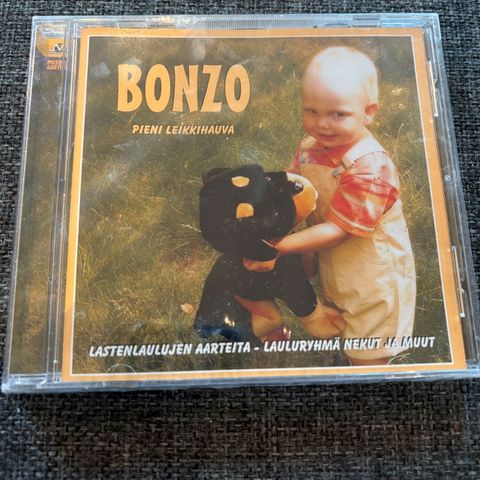 BONZO
PIENI LEIKKIHAUVA
LASTENLAULUJEN AARTEITA - LAULURYHMÄ NEKUT JA MUUT